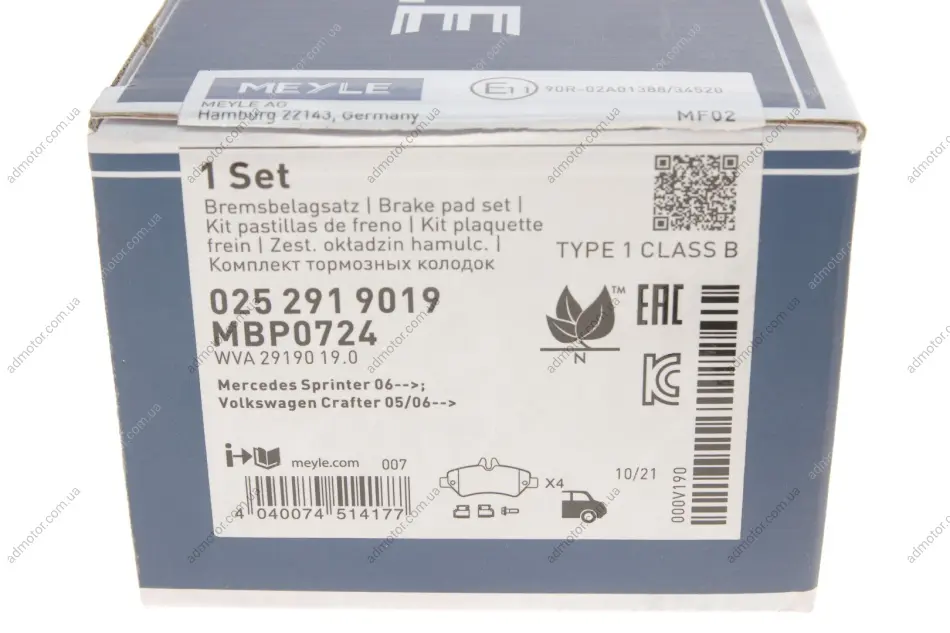 MEYLE
MEYLE AG
Hamburg 22143, Germany
E11
90R-02A01388/34520
MF02
1 Set
Bremsbelagsatz | Brake pad set |
Kit pastillas de freno | Kit plaquette
frein | Zest. okładzin hamulc. |
Комплект тормозных колодок
TYPE 1 CLASS B
025 291 9019
MBP0724
WVA 29190 19.0
Mercedes Sprinter 06-->;
Volkswagen Crafter 05/06-->
TM
N
EAC
meyle.com 007
X4
10/21
000V190
4 040074 514177
admotor.com.ua